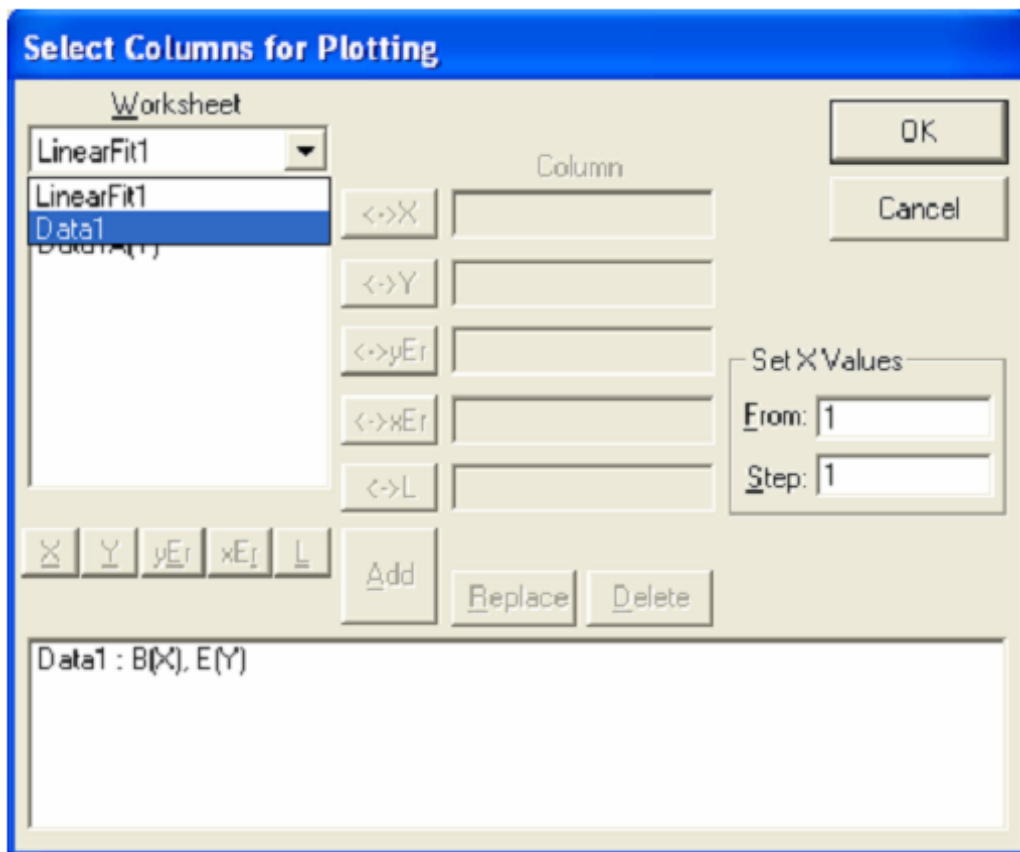 Select Columns for Plotting
Worksheet
LinearFit1
LinearFit1
Data1
Column
OK
Cancel
<->X
<->Y
<->yEr
<->xEr
<->L
Set X Values
From: 1
Step: 1
X Y yEr xEr L
Add
Replace Delete
Data1 : B(X), E(Y)